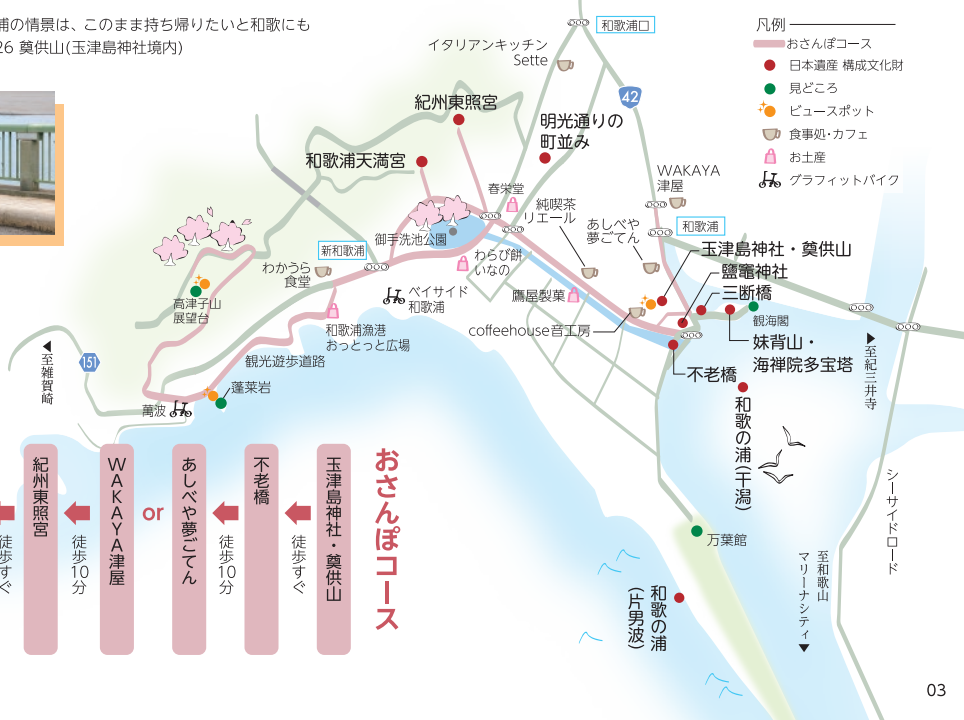 浦の情景は、このまま持ち帰りたいと和歌にも
26 奠供山(玉津島神社境内)
和歌浦口
イタリアンキッチン
Sette
凡例
おさんぽコース
日本遺産 構成文化財
見どころ
ビュースポット
食事処・カフェ
お土産
グラフィットバイク
42
紀州東照宮
明光通りの
町並み
和歌浦天満宮
WAKAYA
津屋
春栄堂
純喫茶
リエール
あしべや
夢ごてん
和歌浦
御手洗池公園
新和歌浦
わかうら
食堂
わらび餅
いなの
玉津島神社・奠供山
鹽竈神社
三断橋
鷹屋製菓
ベイサイド
和歌浦
高津子山
展望台
観海閣
coffeehouse音工房
和歌浦漁港
おっとっと広場
妹背山・
海禅院多宝塔
至雑賀崎
151
観光遊歩道路
至紀三井寺
不老橋
蓬莱岩
萬波
和歌の浦(干潟)
シーサイドロード
万葉館
至和歌山
マリーナシティ
和歌の浦
(片男波)
おさんぽコース
玉津島神社・奠供山
徒歩すぐ
不老橋
徒歩10分
あしべや夢ごてん
or
WAKAYA津屋
徒歩10分
紀州東照宮
徒歩すぐ
03